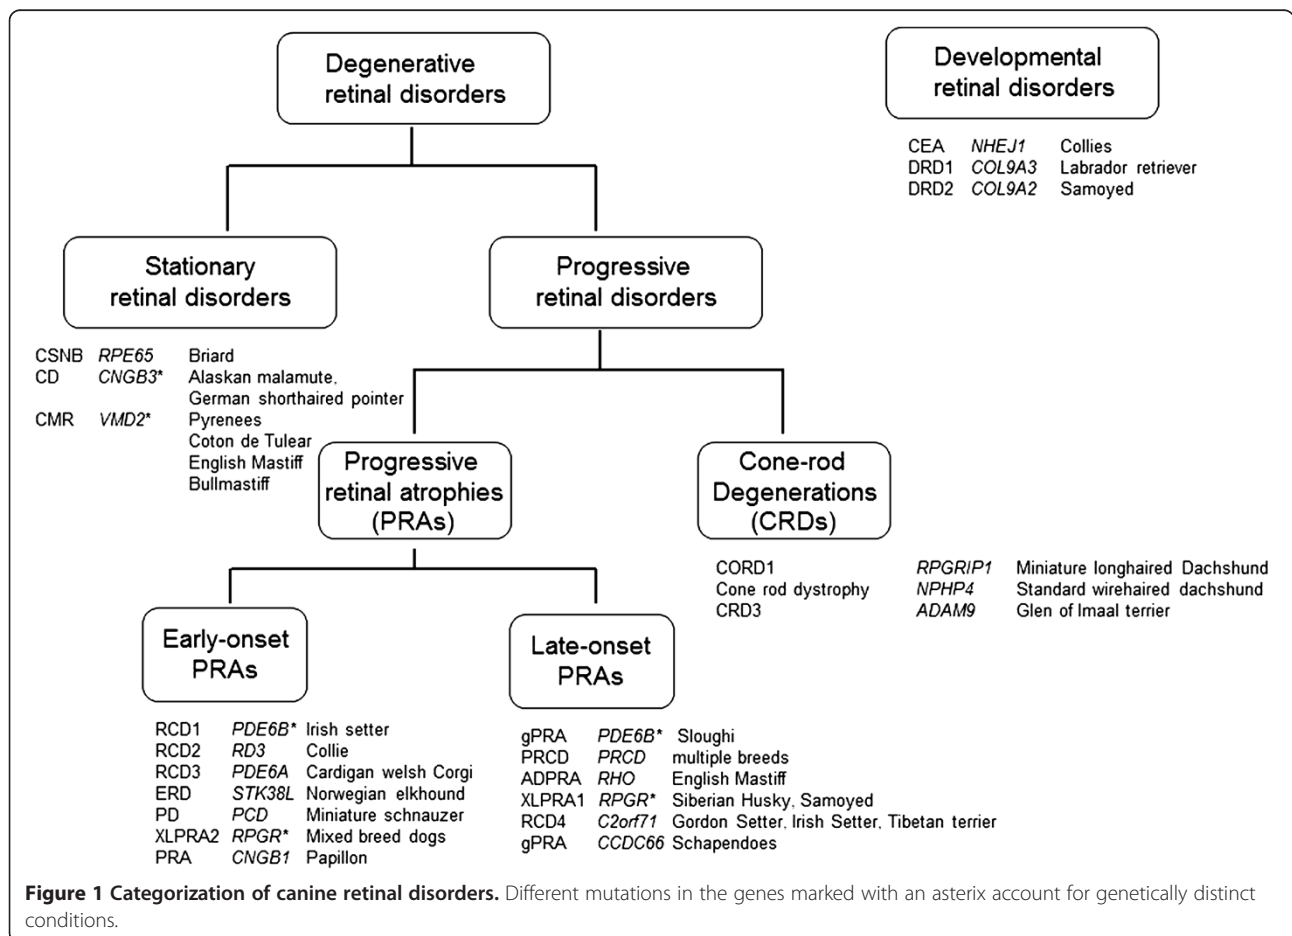 Degenerative
retinal disorders
Developmental
retinal disorders
CEA NHEJ1 Collies
DRD1 COL9A3 Labrador retriever
DRD2 COL9A2 Samoyed
Stationary
retinal disorders
Progressive
retinal disorders
CSNB RPE65 Briard
CD CNGB3* Alaskan malamute,
German shorthaired pointer
CMR VMD2* Pyrenees
Coton de Tulear
English Mastiff
Bullmastiff
Progressive
retinal atrophies
(PRAs)
Cone-rod
Degenerations
(CRDs)
CORD1 RPGRIP1 Miniature longhaired Dachshund
Cone rod dystrophy NPHP4 Standard wirehaired dachshund
CRD3 ADAM9 Glen of Imaal terrier
Early-onset
PRAs
Late-onset
PRAs
RCD1 PDE6B* Irish setter
RCD2 RD3 Collie
RCD3 PDE6A Cardigan welsh Corgi
ERD STK38L Norwegian elkhound
PD PCD Miniature schnauzer
XLPRA2 RPGR* Mixed breed dogs
PRA CNGB1 Papillon
gPRA PDE6B* Sloughi
PRCD PRCD multiple breeds
ADPRA RHO English Mastiff
XLPRA1 RPGR* Siberian Husky, Samoyed
RCD4 C2orf71 Gordon Setter, Irish Setter, Tibetan terrier
gPRA CCDC66 Schapendoes
Figure 1 Categorization of canine retinal disorders. Different mutations in the genes marked with an asterix account for genetically distinct
conditions.